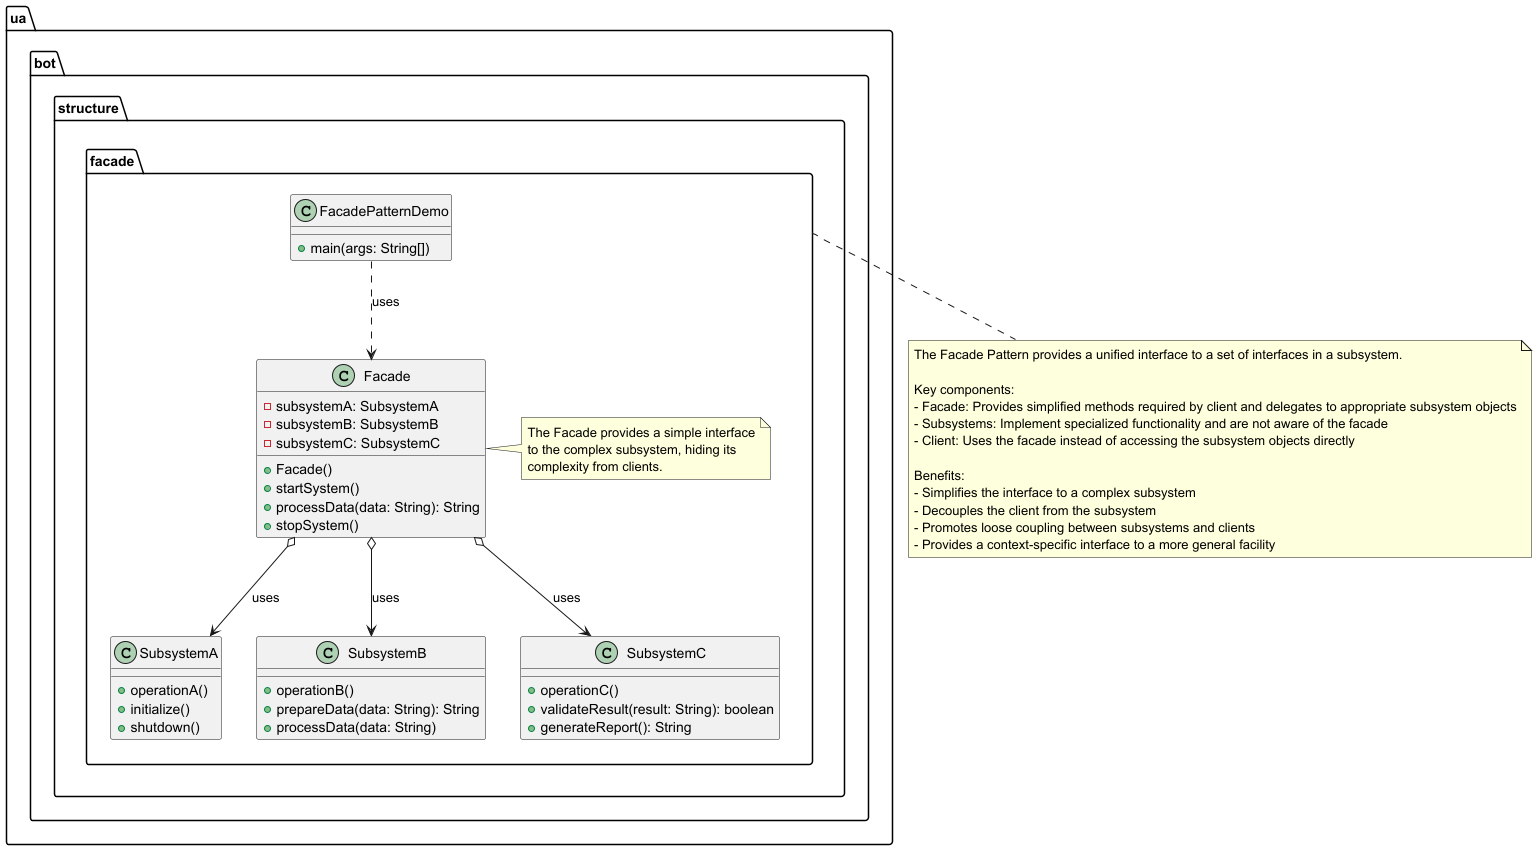 ua
bot
structure
facade
C FacadePatternDemo
main(args: String[])
uses
C Facade
subsystemA: SubsystemA
subsystemB: SubsystemB
subsystemC: SubsystemC
Facade()
startSystem()
processData(data: String): String
stopSystem()
The Facade provides a simple interface
to the complex subsystem, hiding its
complexity from clients.
The Facade Pattern provides a unified interface to a set of interfaces in a subsystem.
Key components:
- Facade: Provides simplified methods required by client and delegates to appropriate subsystem objects
- Subsystems: Implement specialized functionality and are not aware of the facade
- Client: Uses the facade instead of accessing the subsystem objects directly
Benefits:
- Simplifies the interface to a complex subsystem
- Decouples the client from the subsystem
- Promotes loose coupling between subsystems and clients
- Provides a context-specific interface to a more general facility
uses
uses
uses
C SubsystemA
operationA()
initialize()
shutdown()
C SubsystemB
operationB()
prepareData(data: String): String
processData(data: String)
C SubsystemC
operationC()
validateResult(result: String): boolean
generateReport(): String